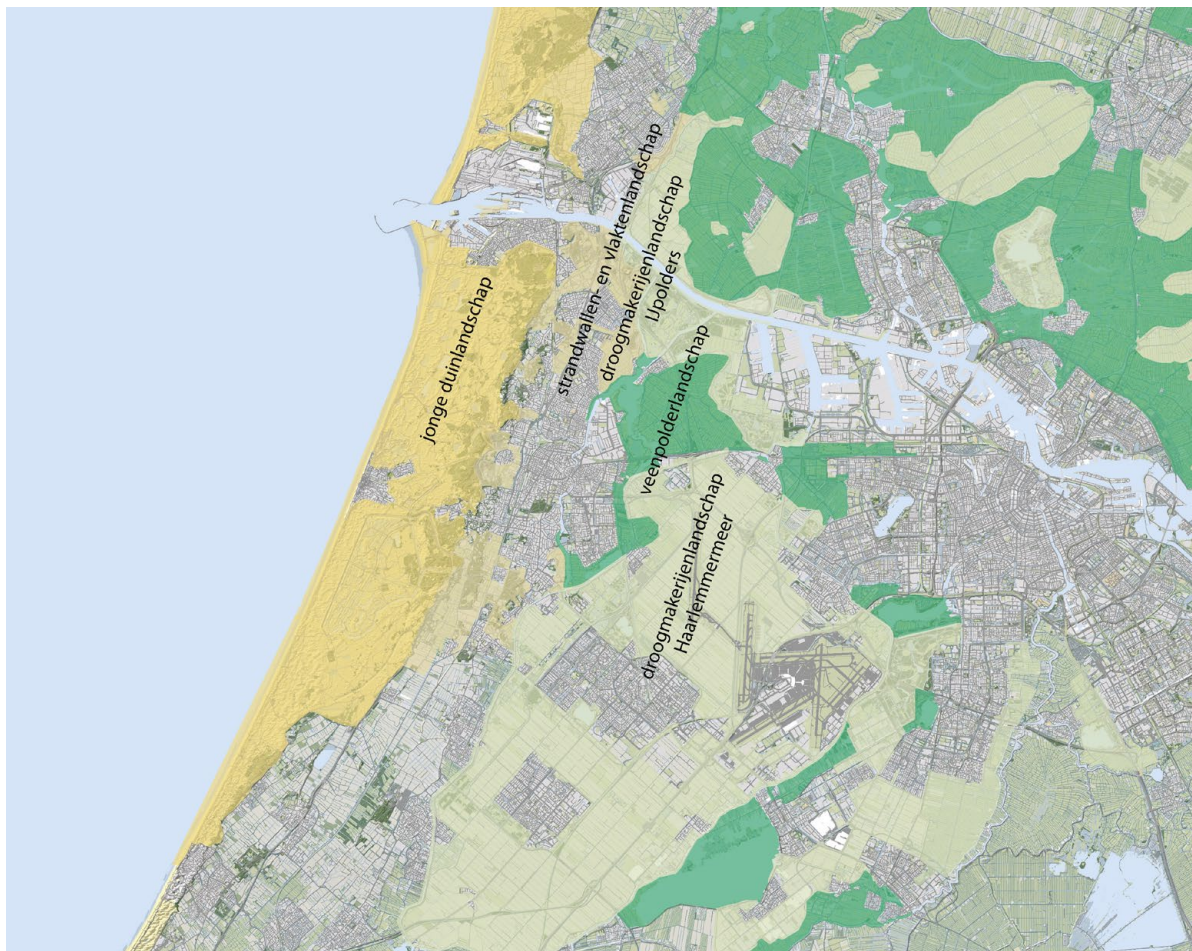 jonge duinlandschap
strandwallen- en vlaktenlandschap
droogmakerijenlandschap
IJpolders
veenpolderlandschap
droogmakerijenlandschap
Haarlemmermeer